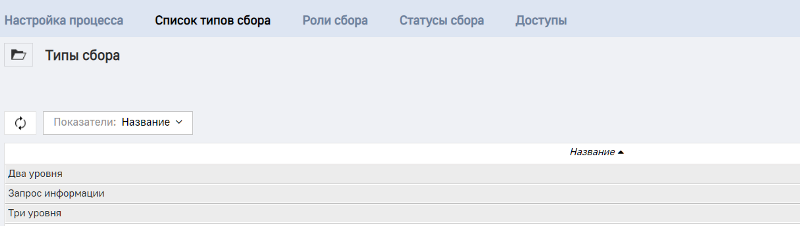 Настройка процесса Список типов сбора Роли сбора Статусы сбора Доступы
Типы сбора
Показатели: Название
Название
Два уровня
Запрос информации
Три уровня